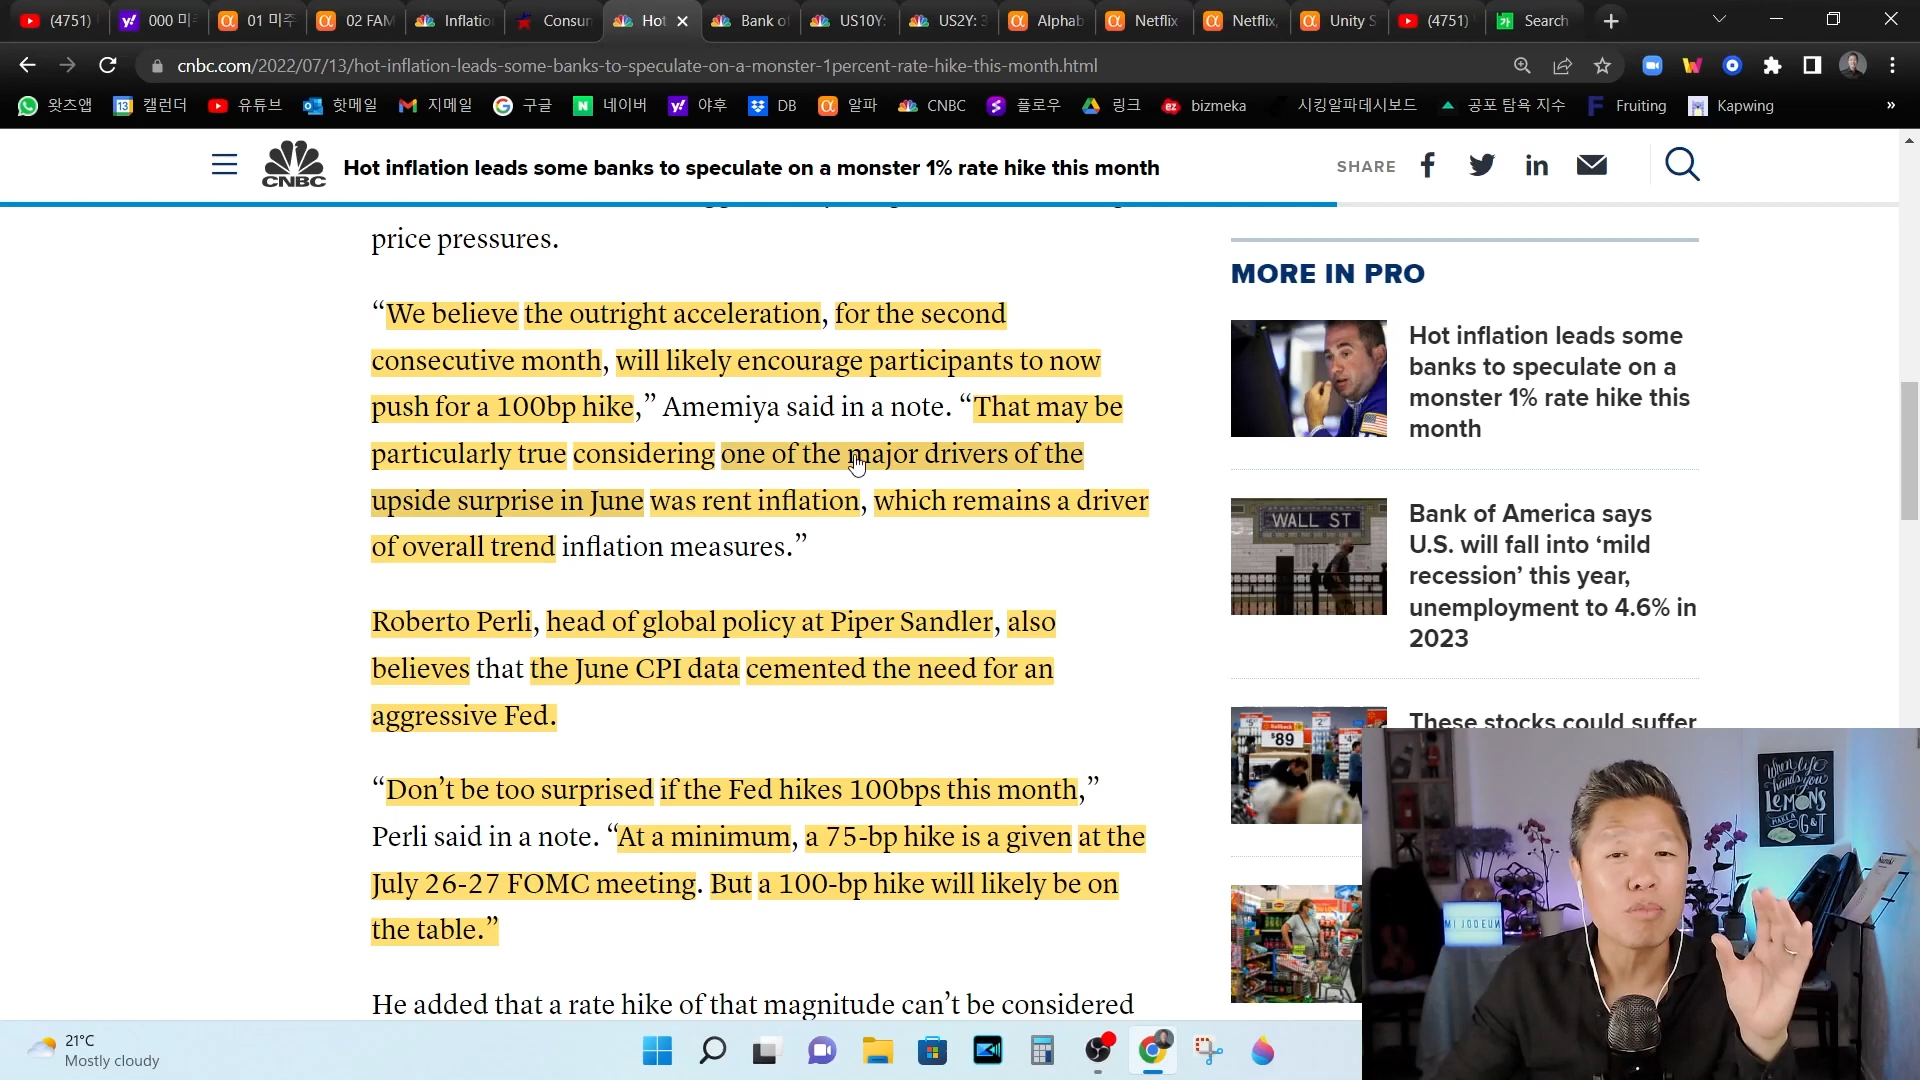 (4751)
000 미
01 미주
02 FAM
Inflatio
Consun
Hot
Bank o
US10Y:
US2Y: 3
Alphab
Netflix
Netflix,
Unity S
(4751)
Search
cnbc.com/2022/07/13/hot-inflation-leads-some-banks-to-speculate-on-a-monster-1percent-rate-hike-this-month.html
왓츠앱
캘린더
유튜브
핫메일
지메일
구글
네이버
야후
DB
알파
CNBC
플로우
링크
bizmeka
시킹알파데시보드
공포 탐욕 지수
Fruiting
Kapwing
CNBC
Hot inflation leads some banks to speculate on a monster 1% rate hike this month
SHARE
price pressures.
“We believe the outright acceleration, for the second
consecutive month, will likely encourage participants to now
push for a 100bp hike,” Amemiya said in a note. “That may be
particularly true considering one of the major drivers of the
upside surprise in June was rent inflation, which remains a driver
of overall trend inflation measures.”
Roberto Perli, head of global policy at Piper Sandler, also
believes that the June CPI data cemented the need for an
aggressive Fed.
“Don’t be too surprised if the Fed hikes 100bps this month,”
Perli said in a note. “At a minimum, a 75-bp hike is a given at the
July 26-27 FOMC meeting. But a 100-bp hike will likely be on
the table.”
He added that a rate hike of that magnitude can’t be considered
MORE IN PRO
Hot inflation leads some
banks to speculate on a
monster 1% rate hike this
month
WALL ST
Bank of America says
U.S. will fall into ‘mild
recession’ this year,
unemployment to 4.6% in
2023
These stocks could suffer
$89
When life
hands you
LEMONS
MAKE A
G&T
21°C
Mostly cloudy